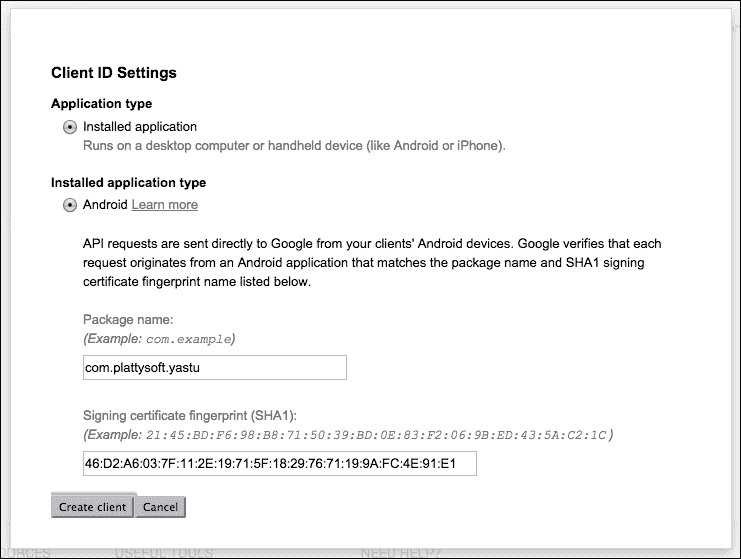 Client ID Settings
Application type
Installed application
Runs on a desktop computer or handheld device (like Android or iPhone).
Installed application type
Android Learn more
API requests are sent directly to Google from your clients' Android devices. Google verifies that each
request originates from an Android application that matches the package name and SHA1 signing
certificate fingerprint name listed below.
Package name:
(Example: com.example)
com.plattysoft.yastu
Signing certificate fingerprint (SHA1):
(Example: 21:45:BD:F6:98:B8:71:50:39:BD:0E:83:F2:06:9B:ED:43:5A:C2:1C)
46:D2:A6:03:7F:11:2E:19:71:5F:18:29:76:71:19:9A:FC:4E:91:E1
Create client Cancel
USEFUL TOOLS NEED HELP?